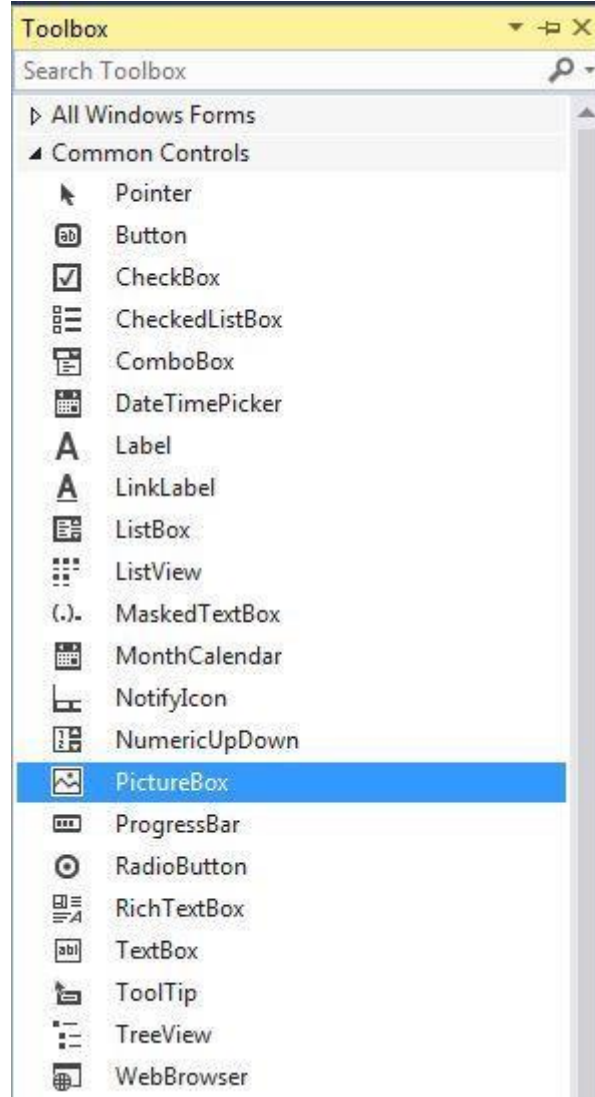 Toolbox
Search Toolbox
All Windows Forms
Common Controls
Pointer
Button
CheckBox
CheckedListBox
ComboBox
DateTimePicker
Label
LinkLabel
ListBox
ListView
MaskedTextBox
MonthCalendar
NotifyIcon
NumericUpDown
PictureBox
ProgressBar
RadioButton
RichTextBox
TextBox
ToolTip
TreeView
WebBrowser